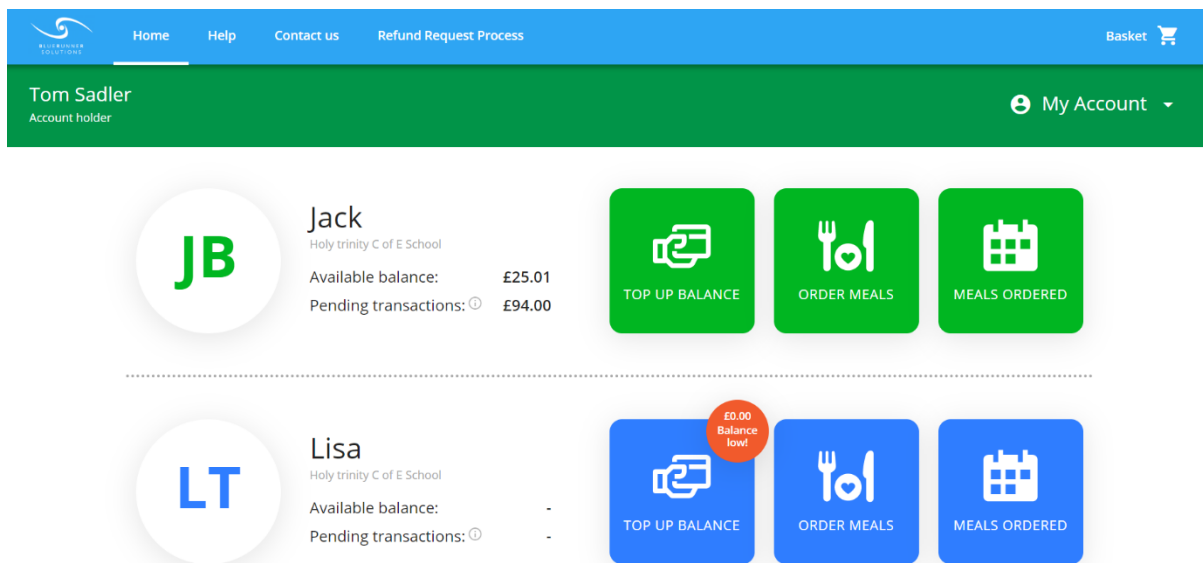 BLUERUNNER
SOLUTIONS
Home Help Contact us Refund Request Process Basket
Tom Sadler
Account holder
My Account
JB
Jack
Holy trinity C of E School
Available balance: £25.01
Pending transactions: £94.00
TOP UP BALANCE ORDER MEALS MEALS ORDERED
LT
Lisa
Holy trinity C of E School
Available balance: -
Pending transactions: -
£0.00
Balance
low!
TOP UP BALANCE ORDER MEALS MEALS ORDERED